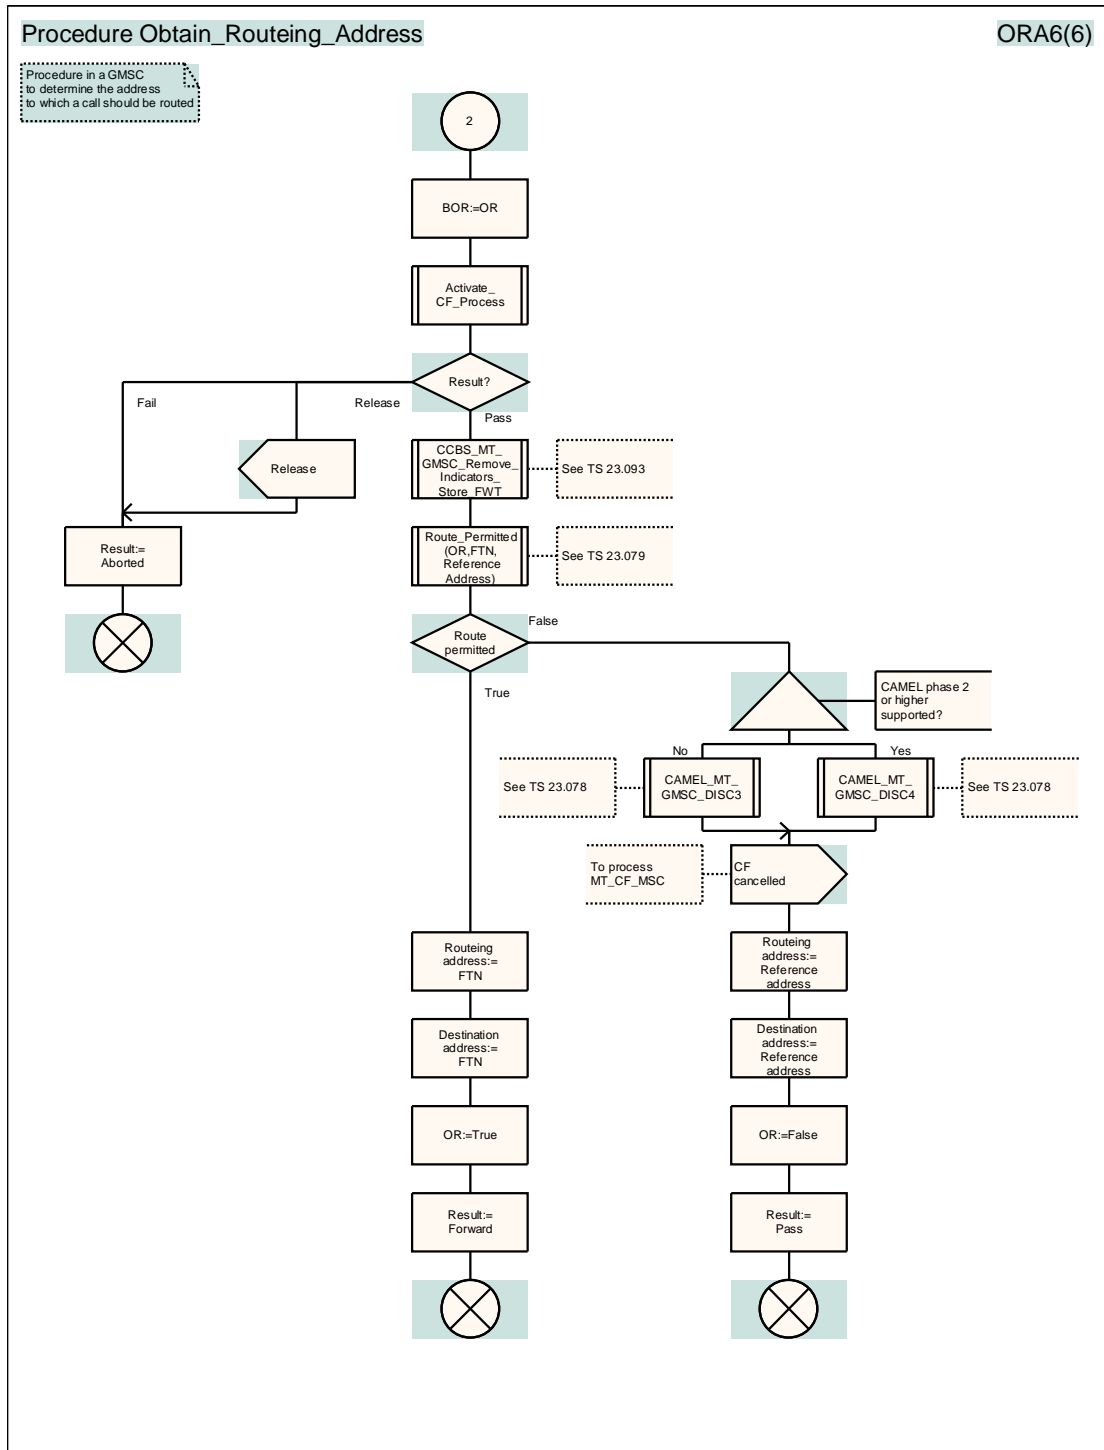 Procedure Obtain_Routeing_Address
ORA6(6)
Procedure in a GMSC
to determine the address
to which a call should be routed
2
BOR:=OR
Activate_
CF_Process
Result?
Fail
Release
Pass
Release
CCBS_MT_
GMSC_Remove_
Indicators_
Store_FWT
See TS 23.093
Result:=
Aborted
Route_Permitted
(OR,FTN,
Reference
Address)
See TS 23.079
Route
permitted
False
True
CAMEL phase 2
or higher
supported?
No
Yes
See TS 23.078
CAMEL_MT_
GMSC_DISC3
CAMEL_MT_
GMSC_DISC4
See TS 23.078
To process
MT_CF_MSC
CF
cancelled
Routeing
address:=
FTN
Routeing
address:=
Reference
address
Destination
address:=
FTN
Destination
address:=
Reference
address
OR:=True
OR:=False
Result:=
Forward
Result:=
Pass